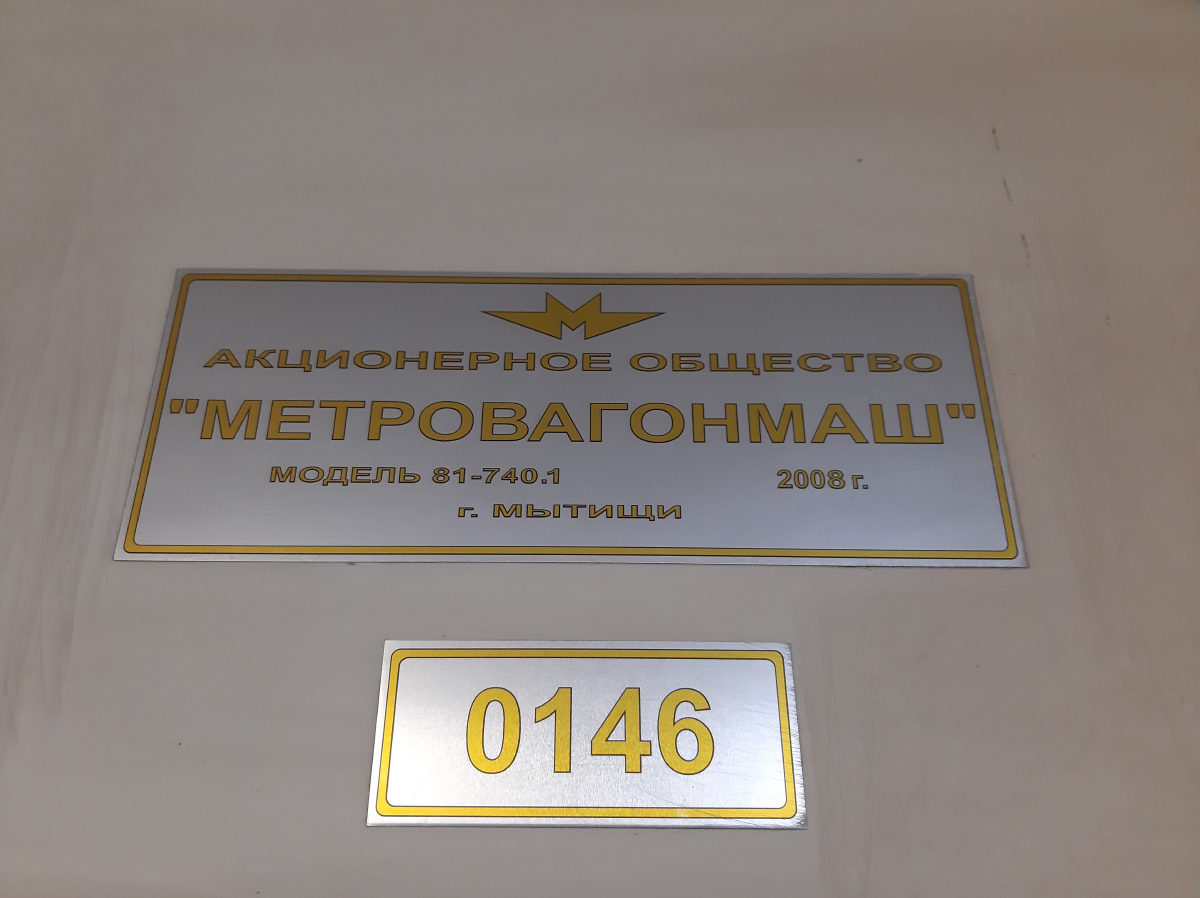 АКЦИОНЕРНОЕ ОБЩЕСТВО
"МЕТРОВАГОНМАШ"
МОДЕЛЬ 81-740.1 2008 г.
г. МЫТИЩИ
0146